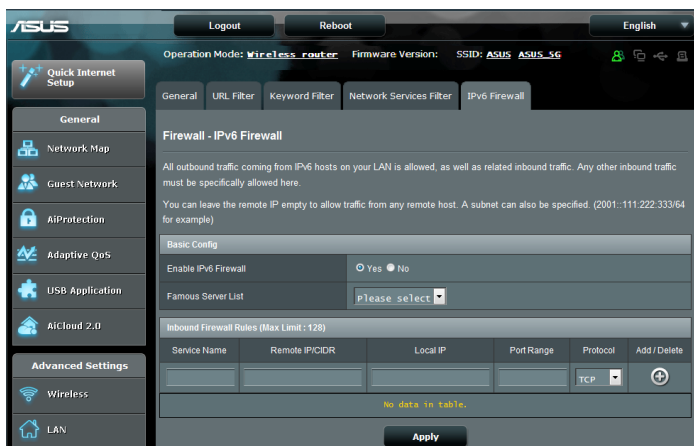 ASUS
Logout
Reboot
English
Operation Mode: Wireless router Firmware Version: SSID: ASUS ASUS_5G
Quick Internet
Setup
General
Network Map
Guest Network
AiProtection
Adaptive QoS
USB Application
AiCloud 2.0
Advanced Settings
Wireless
LAN
General
URL Filter
Keyword Filter
Network Services Filter
IPv6 Firewall
Firewall - IPv6 Firewall
All outbound traffic coming from IPv6 hosts on your LAN is allowed, as well as related inbound traffic. Any other inbound traffic
must be specifically allowed here.
You can leave the remote IP empty to allow traffic from any remote host. A subnet can also be specified. (2001::111:222:333/64
for example)
Basic Config
Enable IPv6 Firewall
Yes No
Famous Server List
Please select
Inbound Firewall Rules (Max Limit : 128)
Service Name Remote IP/CIDR Local IP Port Range Protocol Add / Delete
TCP
No data in table.
Apply